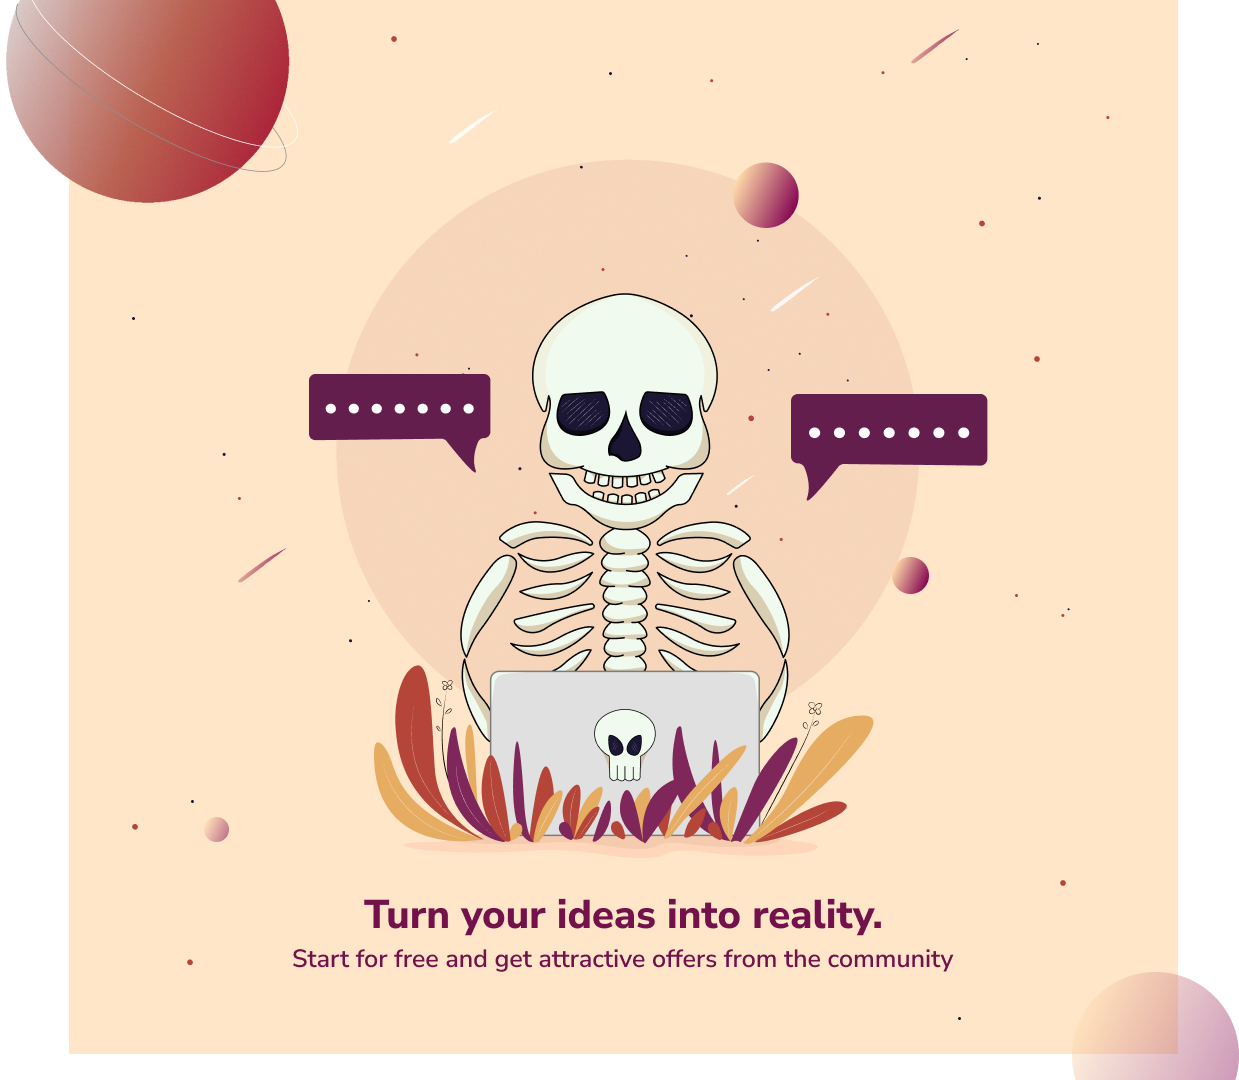 Turn your ideas into reality.
Start for free and get attractive offers from the community